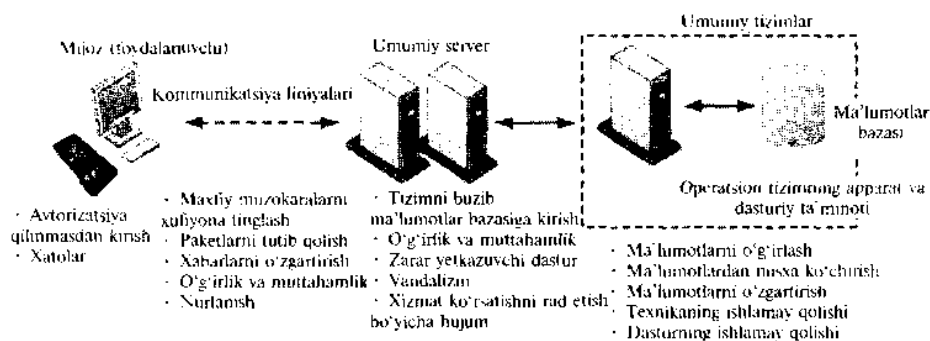 Umumiy tizimlar
Mijoz (foydalanuvchi)
Umumiy server
Kommunikatsiya liniyalari
Ma'lumotlar
bazasi
Operatsion tizimning apparat va
dasturiy ta'minoti
· Avtorizatsiya
qilinmasdan kirish
· Xatolar
· Maxfiy muzokaralarni
xufiyona tinglash
· Paketlarni tutib qolish
· Xabarlarni o'zgartirish
· O'g'irlik va muttahamlik
· Nurlanish
· Tizimni buzib
ma'lumotlar bazasiga kirish
· O'g'irlik va muttahamlik
· Zarar yetkazuvchi dastur
· Vandalizm
· Xizmat ko'rsatishni rad etish
bo'yicha hujum
· Ma'lumotlarni o'g'irlash
· Ma'lumotlardan nusxa ko'chirish
· Ma'lumotlarni o'zgartirish
· Texnikaning ishlamay qolishi
· Dasturning ishlamay qolishi